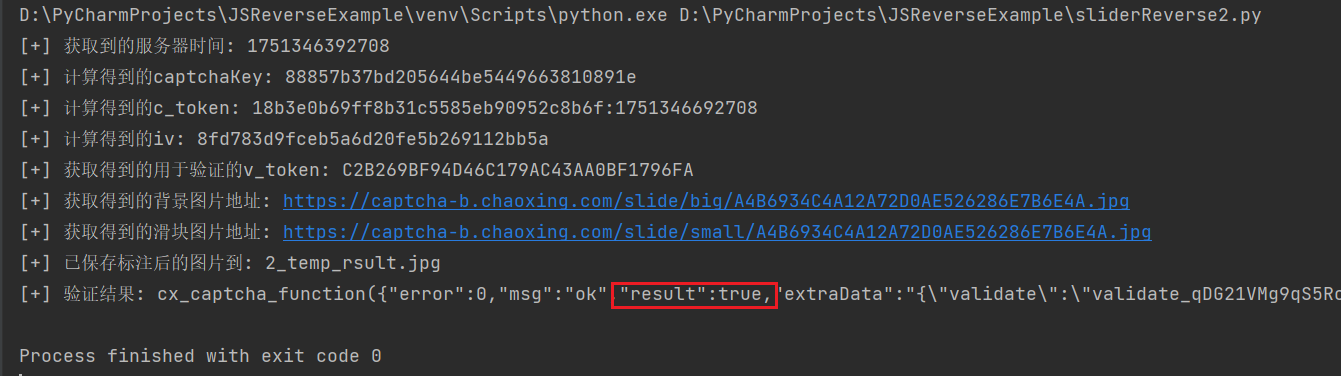 D:\PyCharmProjects\JSReverseExample\venv\Scripts\python.exe D:\PyCharmProjects\JSReverseExample\sliderReverse2.py
[+] 获取到的服务器时间: 1751346392708
[+] 计算得到的captchaKey: 88857b37bd205644be5449663810891e
[+] 计算得到的c_token: 18b3e0b69ff8b31c5585eb90952c8b6f:1751346692708
[+] 计算得到的iv: 8fd783d9fceb5a6d20fe5b269112bb5a
[+] 获取得到的用于验证的v_token: C2B269BF94D46C179AC43AA0BF1796FA
[+] 获取得到的背景图片地址: https://captcha-b.chaoxing.com/slide/big/A4B6934C4A12A72D0AE526286E7B6E4A.jpg
[+] 获取得到的滑块图片地址: https://captcha-b.chaoxing.com/slide/small/A4B6934C4A12A72D0AE526286E7B6E4A.jpg
[+] 已保存标注后的图片到: 2_temp_rsult.jpg
[+] 验证结果: cx_captcha_function({"error":0,"msg":"ok","result":true,"extraData":"{\"validate\":\"validate_qDG21VMg9qS5Rc
Process finished with exit code 0